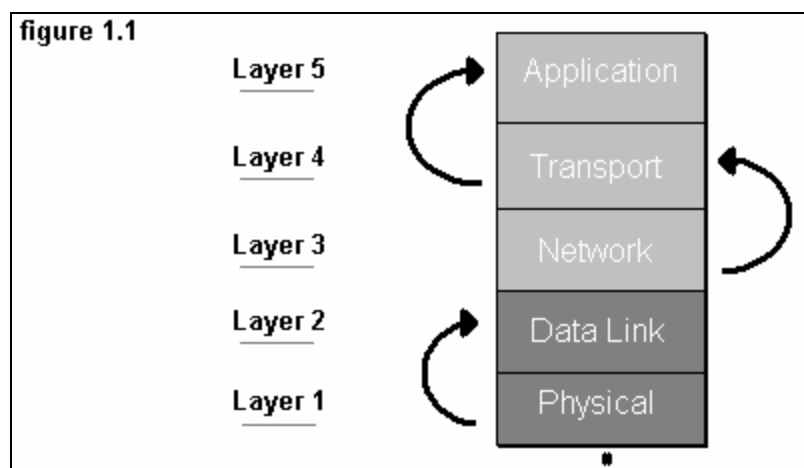 figure 1.1
Layer 5 Application
Layer 4 Transport
Layer 3 Network
Layer 2 Data Link
Layer 1 Physical